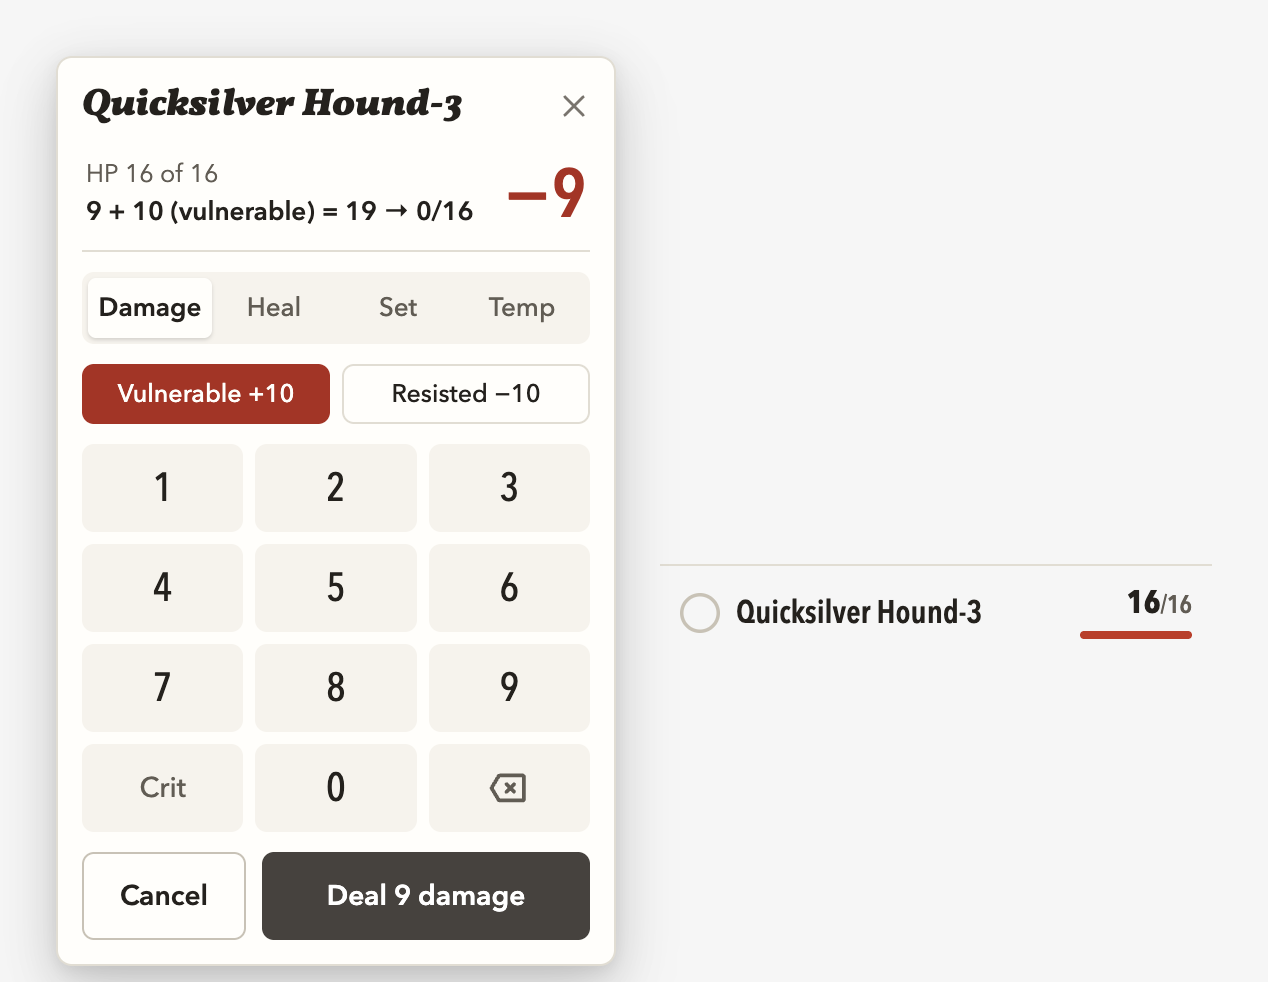 Quicksilver Hound-3
HP 16 of 16
9 + 10 (vulnerable) = 19 → 0/16
−9
Damage
Heal
Set
Temp
Vulnerable +10
Resisted −10
1
2
3
4
5
6
7
8
9
Crit
0
Cancel
Deal 9 damage
Quicksilver Hound-3
16/16